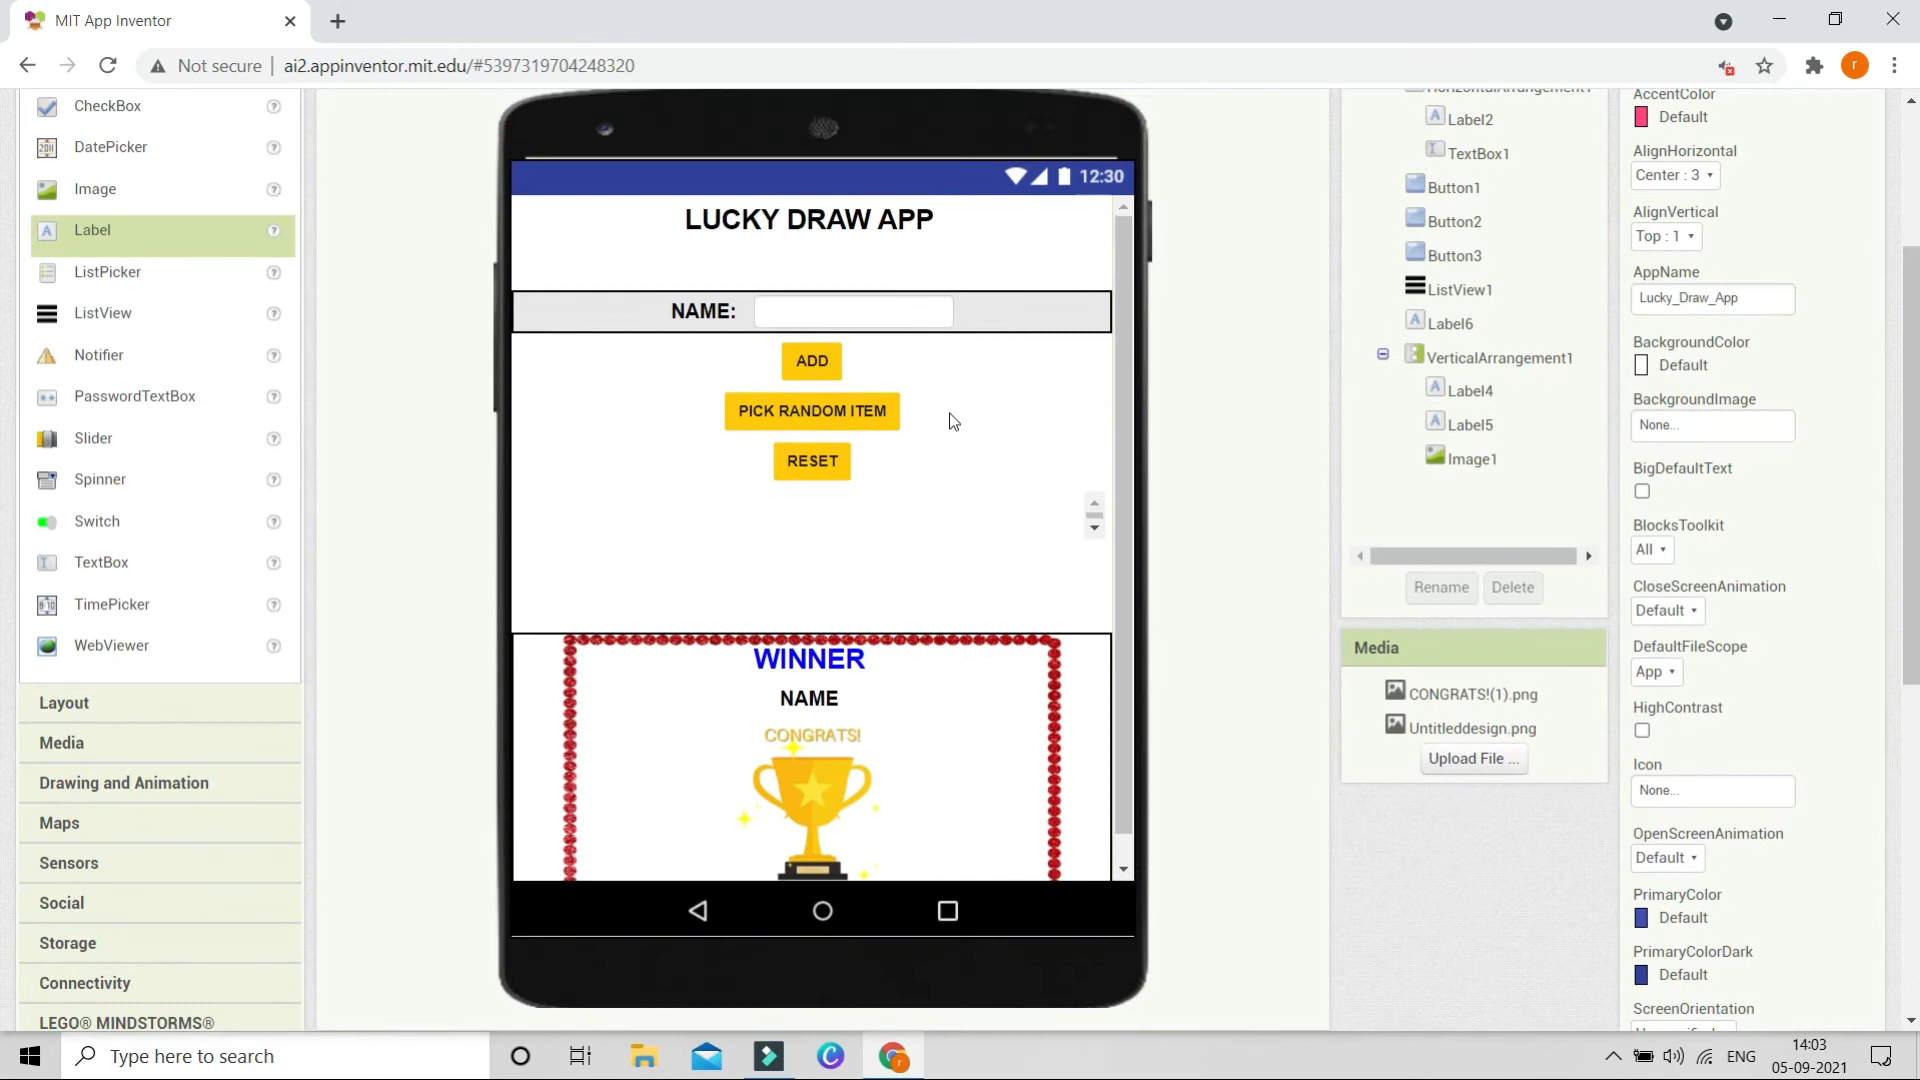 MIT App Inventor
Not secure
ai2.appinventor.mit.edu/#5397319704248320
r
CheckBox
DatePicker
Image
Label
ListPicker
ListView
Notifier
PasswordTextBox
Slider
Spinner
Switch
TextBox
TimePicker
WebViewer
Layout
Media
Drawing and Animation
Maps
Sensors
Social
Storage
Connectivity
LEGO® MINDSTORMS®
12:30
LUCKY DRAW APP
NAME:
ADD
PICK RANDOM ITEM
RESET
WINNER
NAME
CONGRATS!
HorizontalArrangement1
Label2
TextBox1
Button1
Button2
Button3
ListView1
Label6
VerticalArrangement1
Label4
Label5
Image1
Rename Delete
Media
CONGRATS!(1).png
Untitleddesign.png
Upload File ...
AccentColor
Default
AlignHorizontal
Center : 3
AlignVertical
Top : 1
AppName
Lucky_Draw_App
BackgroundColor
Default
BackgroundImage
None...
BigDefaultText
BlocksToolkit
All
CloseScreenAnimation
Default
DefaultFileScope
App
HighContrast
Icon
None...
OpenScreenAnimation
Default
PrimaryColor
Default
PrimaryColorDark
Default
ScreenOrientation
Type here to search
ENG
14:03
05-09-2021